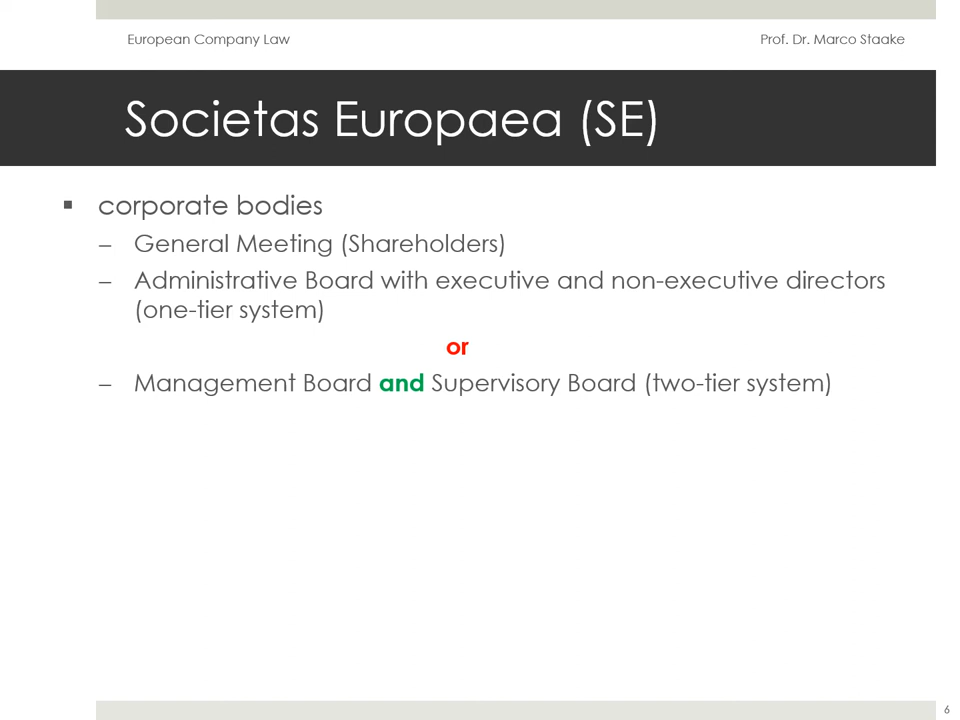 European Company Law
Prof. Dr. Marco Staake
Societas Europaea (SE)
▪ corporate bodies
– General Meeting (Shareholders)
– Administrative Board with executive and non-executive directors
(one-tier system)
or
– Management Board and Supervisory Board (two-tier system)
6